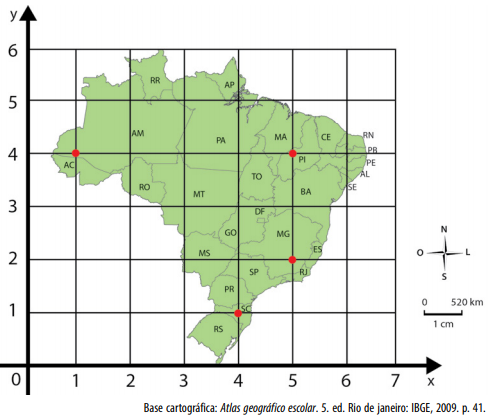 y
6
RR
AP
5
AM
PA
MA
CE
RN
4
PB
AC
PI
PE
TO
AL
RO
MT
BA
SE
3
DF
GO
MG
N
MS
ES
O
L
2
SP
RJ
S
PR
0
520 km
1
SC
1 cm
RS
0
1
2
3
4
5
6
7
x
Base cartográfica: Atlas geográfico escolar. 5. ed. Rio de janeiro: IBGE, 2009. p. 41.